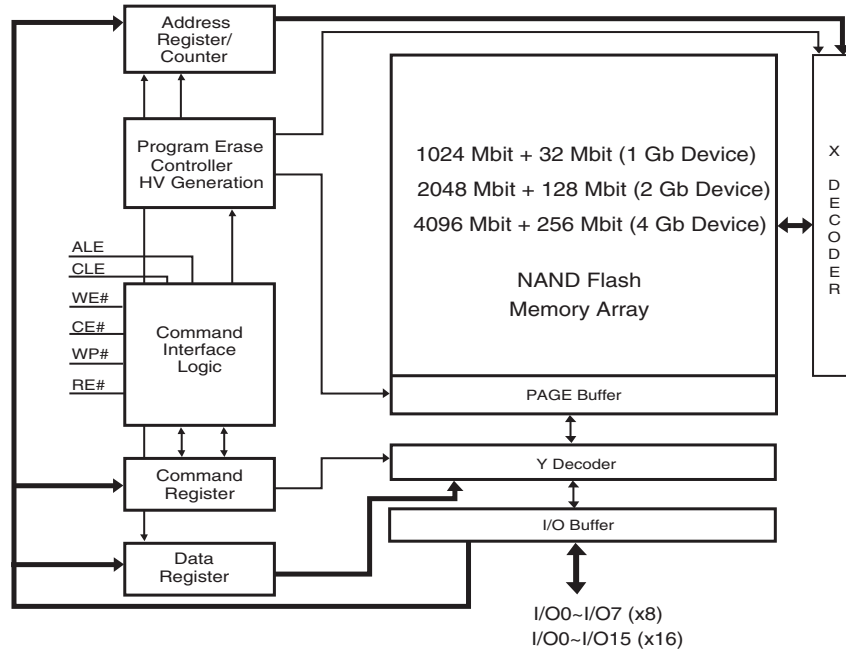 Address
Register/
Counter
Program Erase
Controller
HV Generation
ALE
CLE
WE#
CE#
WP#
RE#
Command
Interface
Logic
Command
Register
Data
Register
1024 Mbit + 32 Mbit (1 Gb Device)
2048 Mbit + 128 Mbit (2 Gb Device)
4096 Mbit + 256 Mbit (4 Gb Device)
NAND Flash
Memory Array
PAGE Buffer
Y Decoder
I/O Buffer
I/O0~I/O7 (x8)
I/O0~I/O15 (x16)
X
D
E
C
O
D
E
R